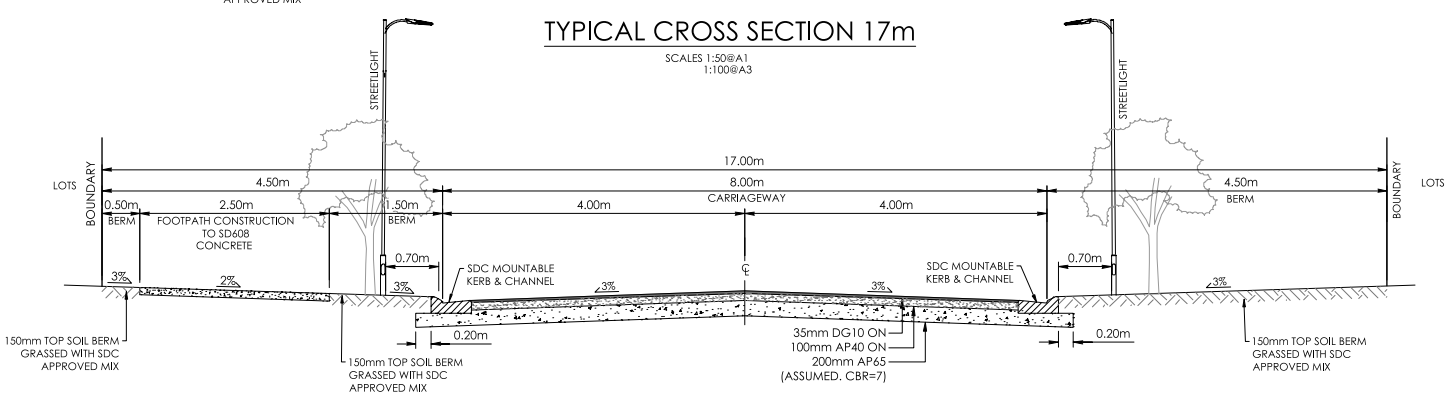 APPROVED MIX
TYPICAL CROSS SECTION 17m
SCALES 1:50@A1
1:100@A3
STREETLIGHT
STREETLIGHT
17.00m
LOTS
BOUNDARY
4.50m
8.00m
4.50m
BOUNDARY
LOTS
CARRIAGEWAY
BERM
0.50m
BERM
2.50m
FOOTPATH CONSTRUCTION
TO SD608
CONCRETE
1.50m
BERM
4.00m
4.00m
0.70m
SDC MOUNTABLE
KERB & CHANNEL
℄
SDC MOUNTABLE
KERB & CHANNEL
0.70m
3%
2%
3%
3%
3%
3%
0.20m
35mm DG10 ON
100mm AP40 ON
200mm AP65
(ASSUMED. CBR=7)
0.20m
150mm TOP SOIL BERM
GRASSED WITH SDC
APPROVED MIX
150mm TOP SOIL BERM
GRASSED WITH SDC
APPROVED MIX
150mm TOP SOIL BERM
GRASSED WITH SDC
APPROVED MIX